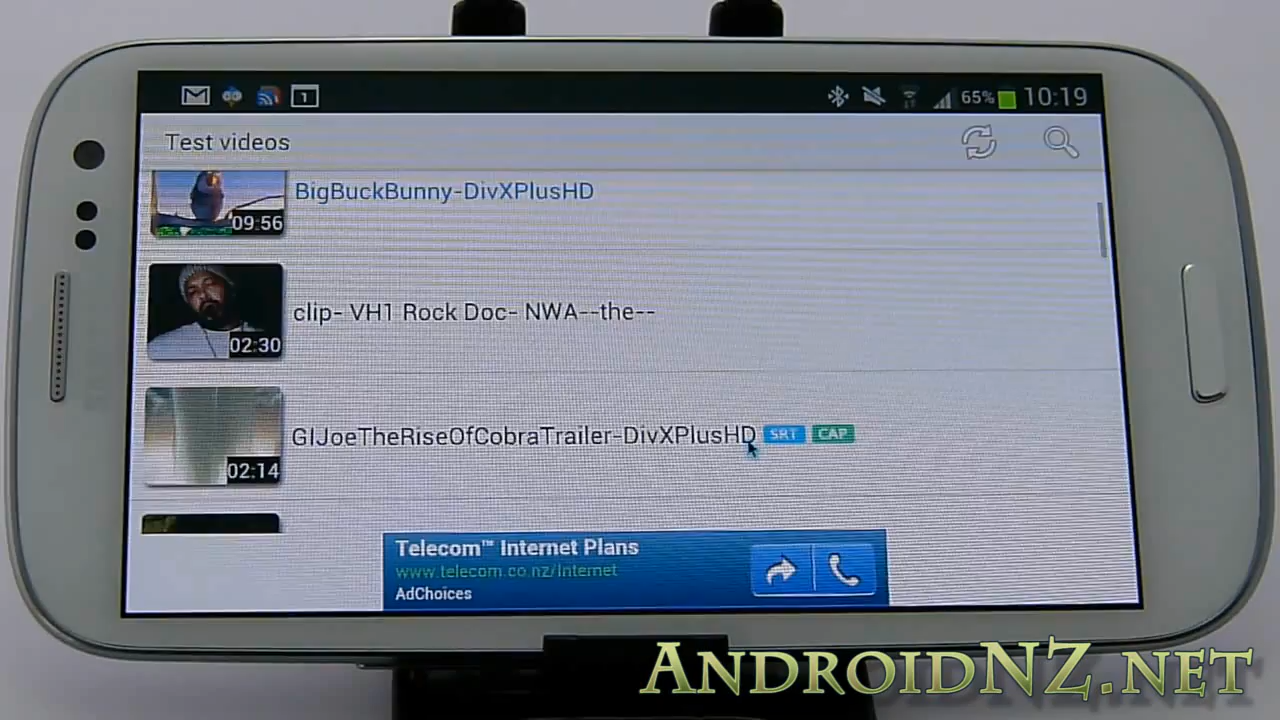 1
65%
10:19
Test videos
BigBuckBunny-DivXPlusHD
09:56
clip- VH1 Rock Doc- NWA--the--
02:30
GIJoeTheRiseOfCobraTrailer-DivXPlusHD SRT CAP
02:14
Telecom™ Internet Plans
www.telecom.co.nz/Internet
AdChoices
AndroidNZ.net